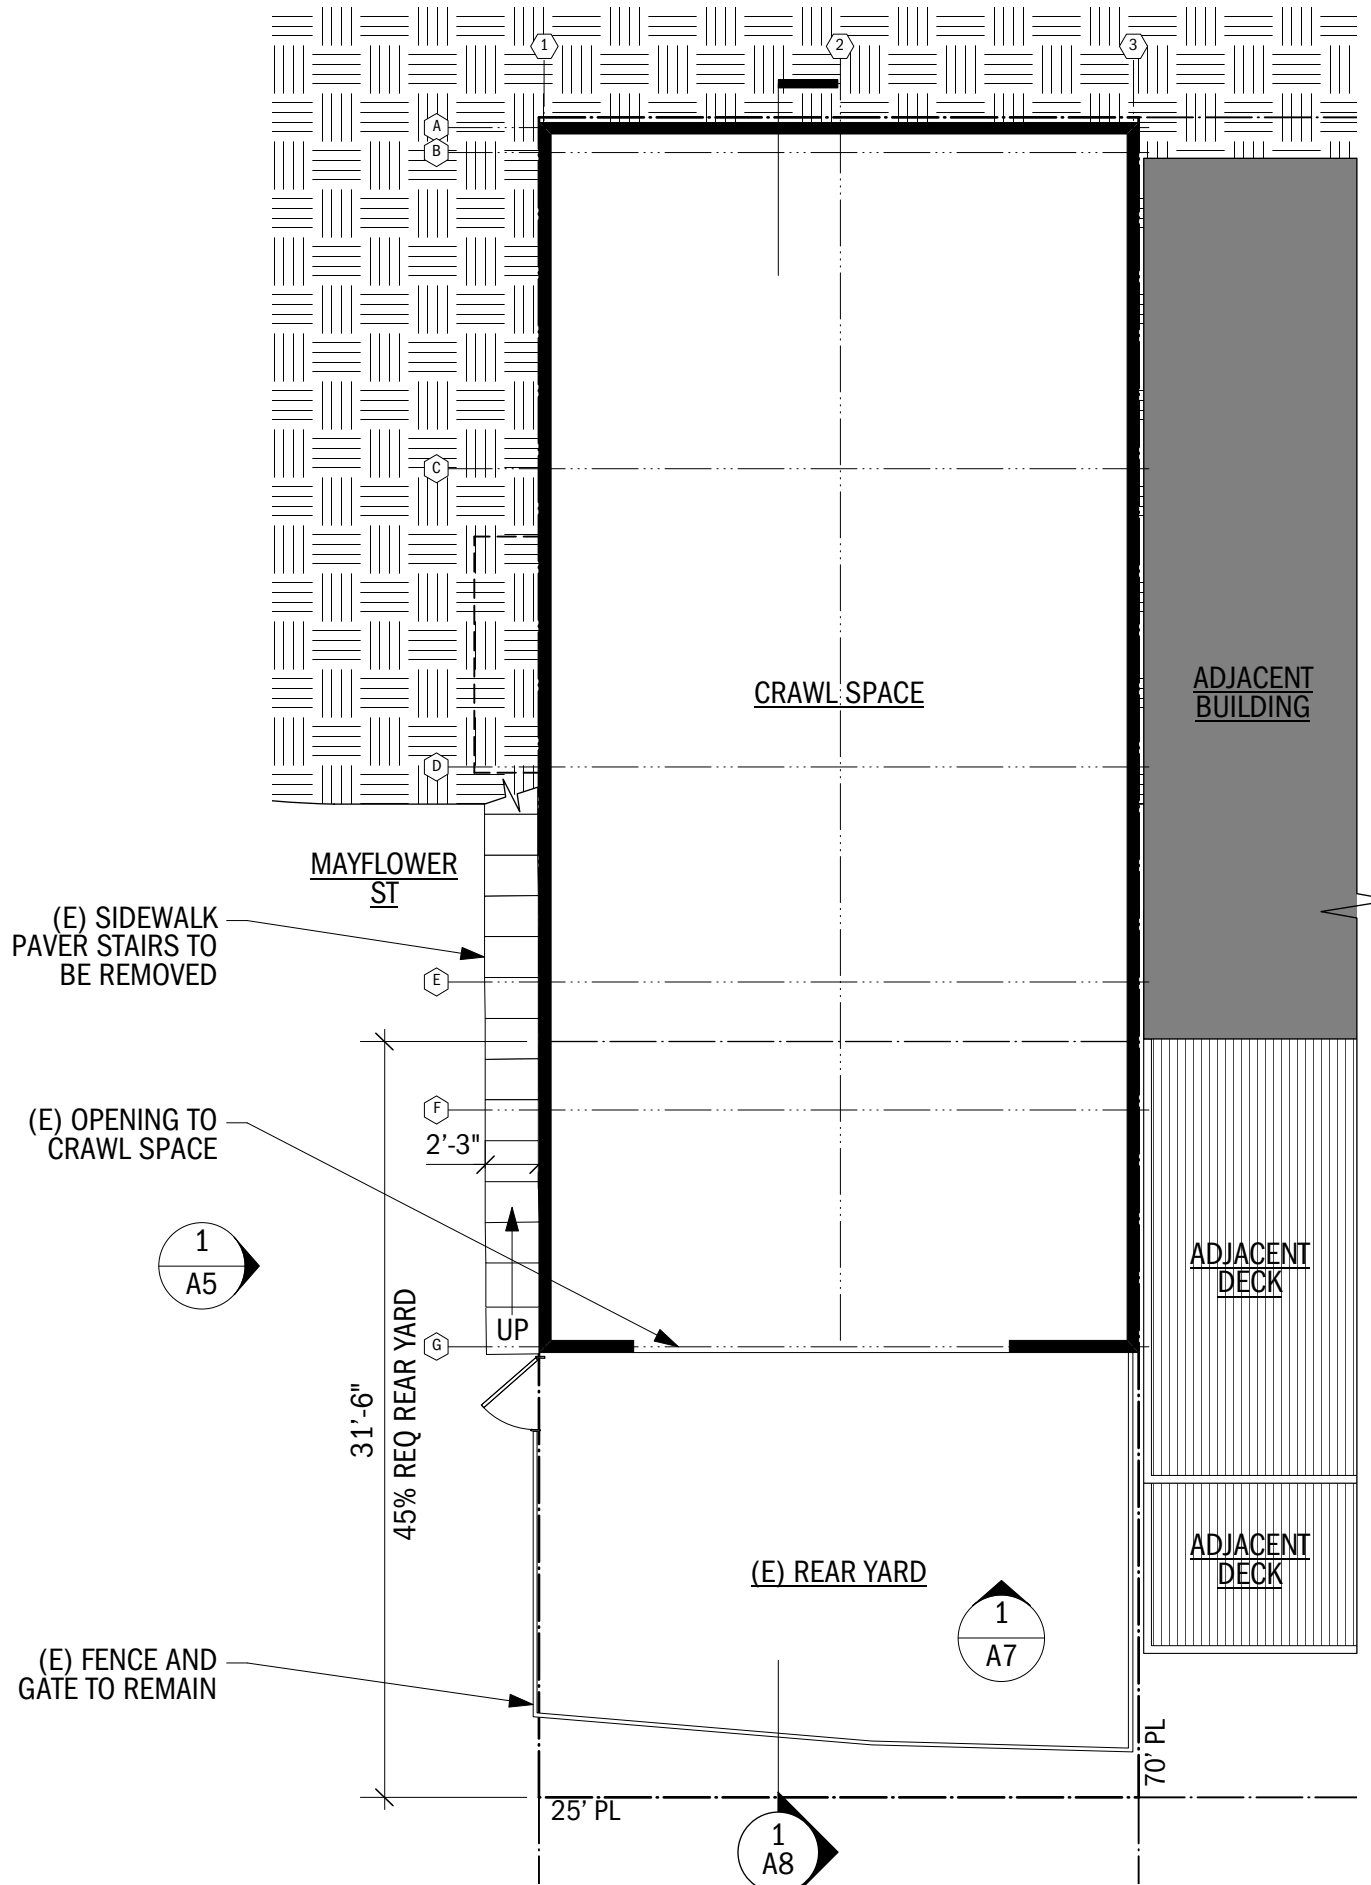 1
2
3
A
B
C
CRAWL SPACE
ADJACENT
BUILDING
D
MAYFLOWER
ST
(E) SIDEWALK
PAVER STAIRS TO
BE REMOVED
E
F
(E) OPENING TO
CRAWL SPACE
2'-3"
1
A5
ADJACENT
DECK
UP
G
31'-6"
45% REQ REAR YARD
(E) REAR YARD
ADJACENT
DECK
1
A7
(E) FENCE AND
GATE TO REMAIN
70' PL
25' PL
1
A8